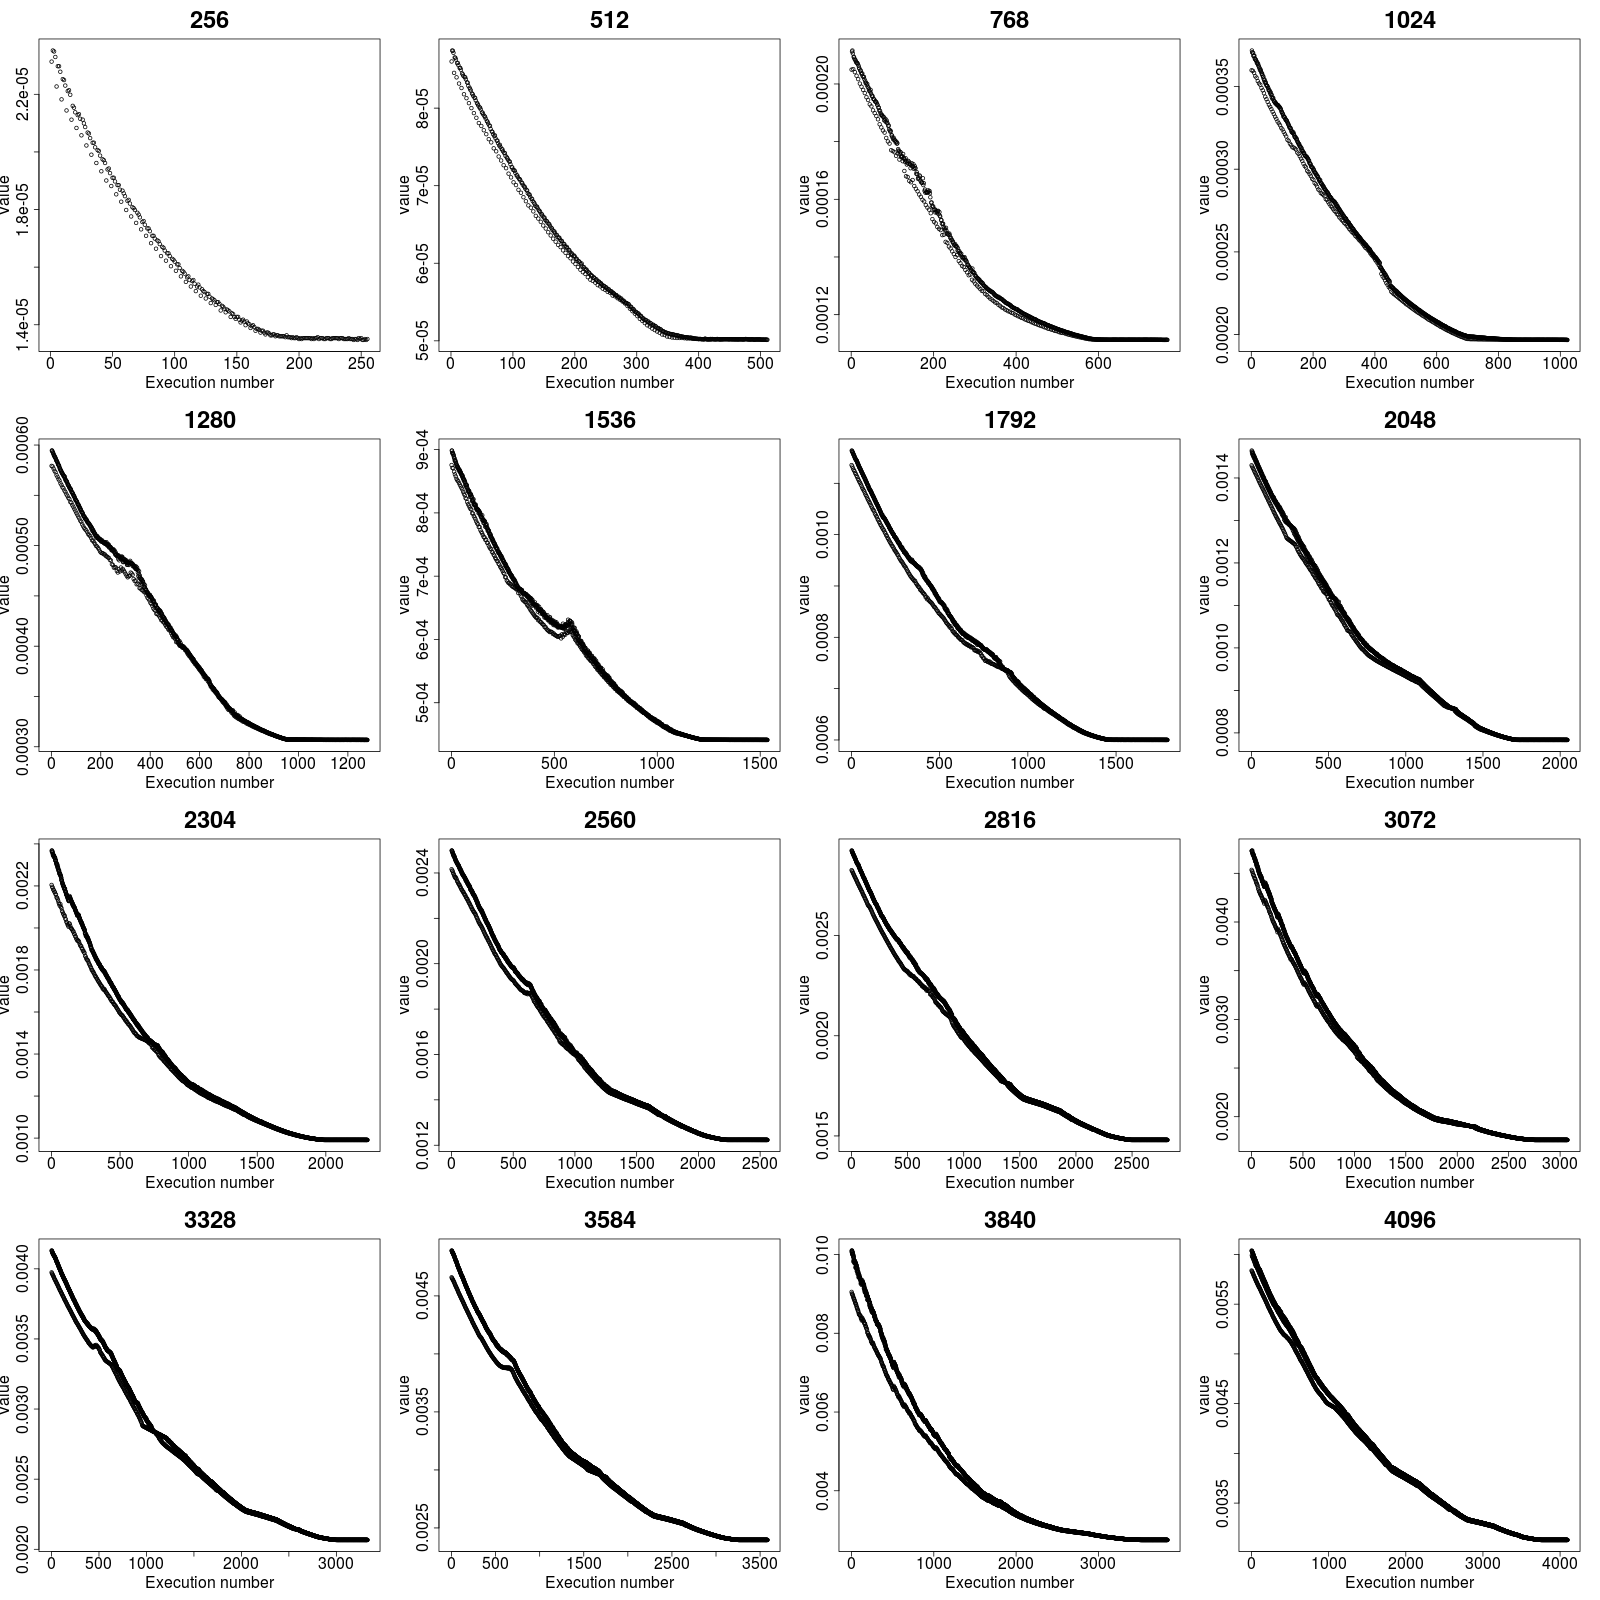 256
2.2e-05
1.8e-05
1.4e-05
value
0 50 100 150 200 250
Execution number
512
8e-05
7e-05
6e-05
5e-05
value
0 100 200 300 400 500
Execution number
768
0.00020
0.00016
0.00012
value
0 200 400 600
Execution number
1024
0.00035
0.00030
0.00025
0.00020
value
0 200 400 600 800 1000
Execution number
1280
0.00060
0.00050
0.00040
0.00030
value
0 200 400 600 800 1000 1200
Execution number
1536
9e-04
8e-04
7e-04
6e-04
5e-04
value
0 500 1000 1500
Execution number
1792
0.0010
0.0008
0.0006
value
0 500 1000 1500
Execution number
2048
0.0014
0.0012
0.0010
0.0008
value
0 500 1000 1500 2000
Execution number
2304
0.0022
0.0018
0.0014
0.0010
value
0 500 1000 1500 2000
Execution number
2560
0.0024
0.0020
0.0016
0.0012
value
0 500 1000 1500 2000 2500
Execution number
2816
0.0025
0.0020
0.0015
value
0 500 1000 1500 2000 2500
Execution number
3072
0.0040
0.0030
0.0020
value
0 500 1000 1500 2000 2500 3000
Execution number
3328
0.0040
0.0035
0.0030
0.0025
0.0020
value
0 500 1000 2000 3000
Execution number
3584
0.0045
0.0035
0.0025
value
0 500 1500 2500 3500
Execution number
3840
0.010
0.008
0.006
0.004
value
0 1000 2000 3000
Execution number
4096
0.0055
0.0045
0.0035
value
0 1000 2000 3000 4000
Execution number